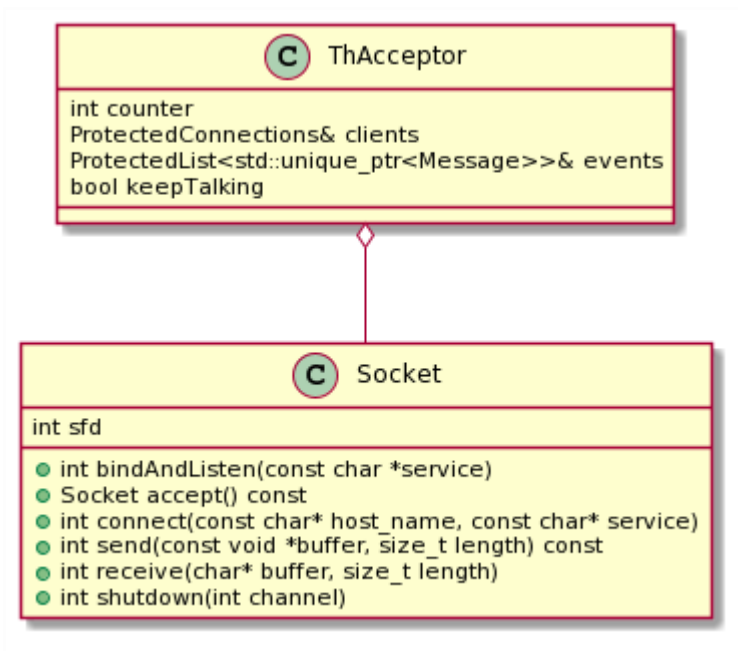 C ThAcceptor
int counter
ProtectedConnections& clients
ProtectedList<std::unique_ptr<Message>>& events
bool keepTalking
C Socket
int sfd
int bindAndListen(const char *service)
Socket accept() const
int connect(const char* host_name, const char* service)
int send(const void *buffer, size_t length) const
int receive(char* buffer, size_t length)
int shutdown(int channel)